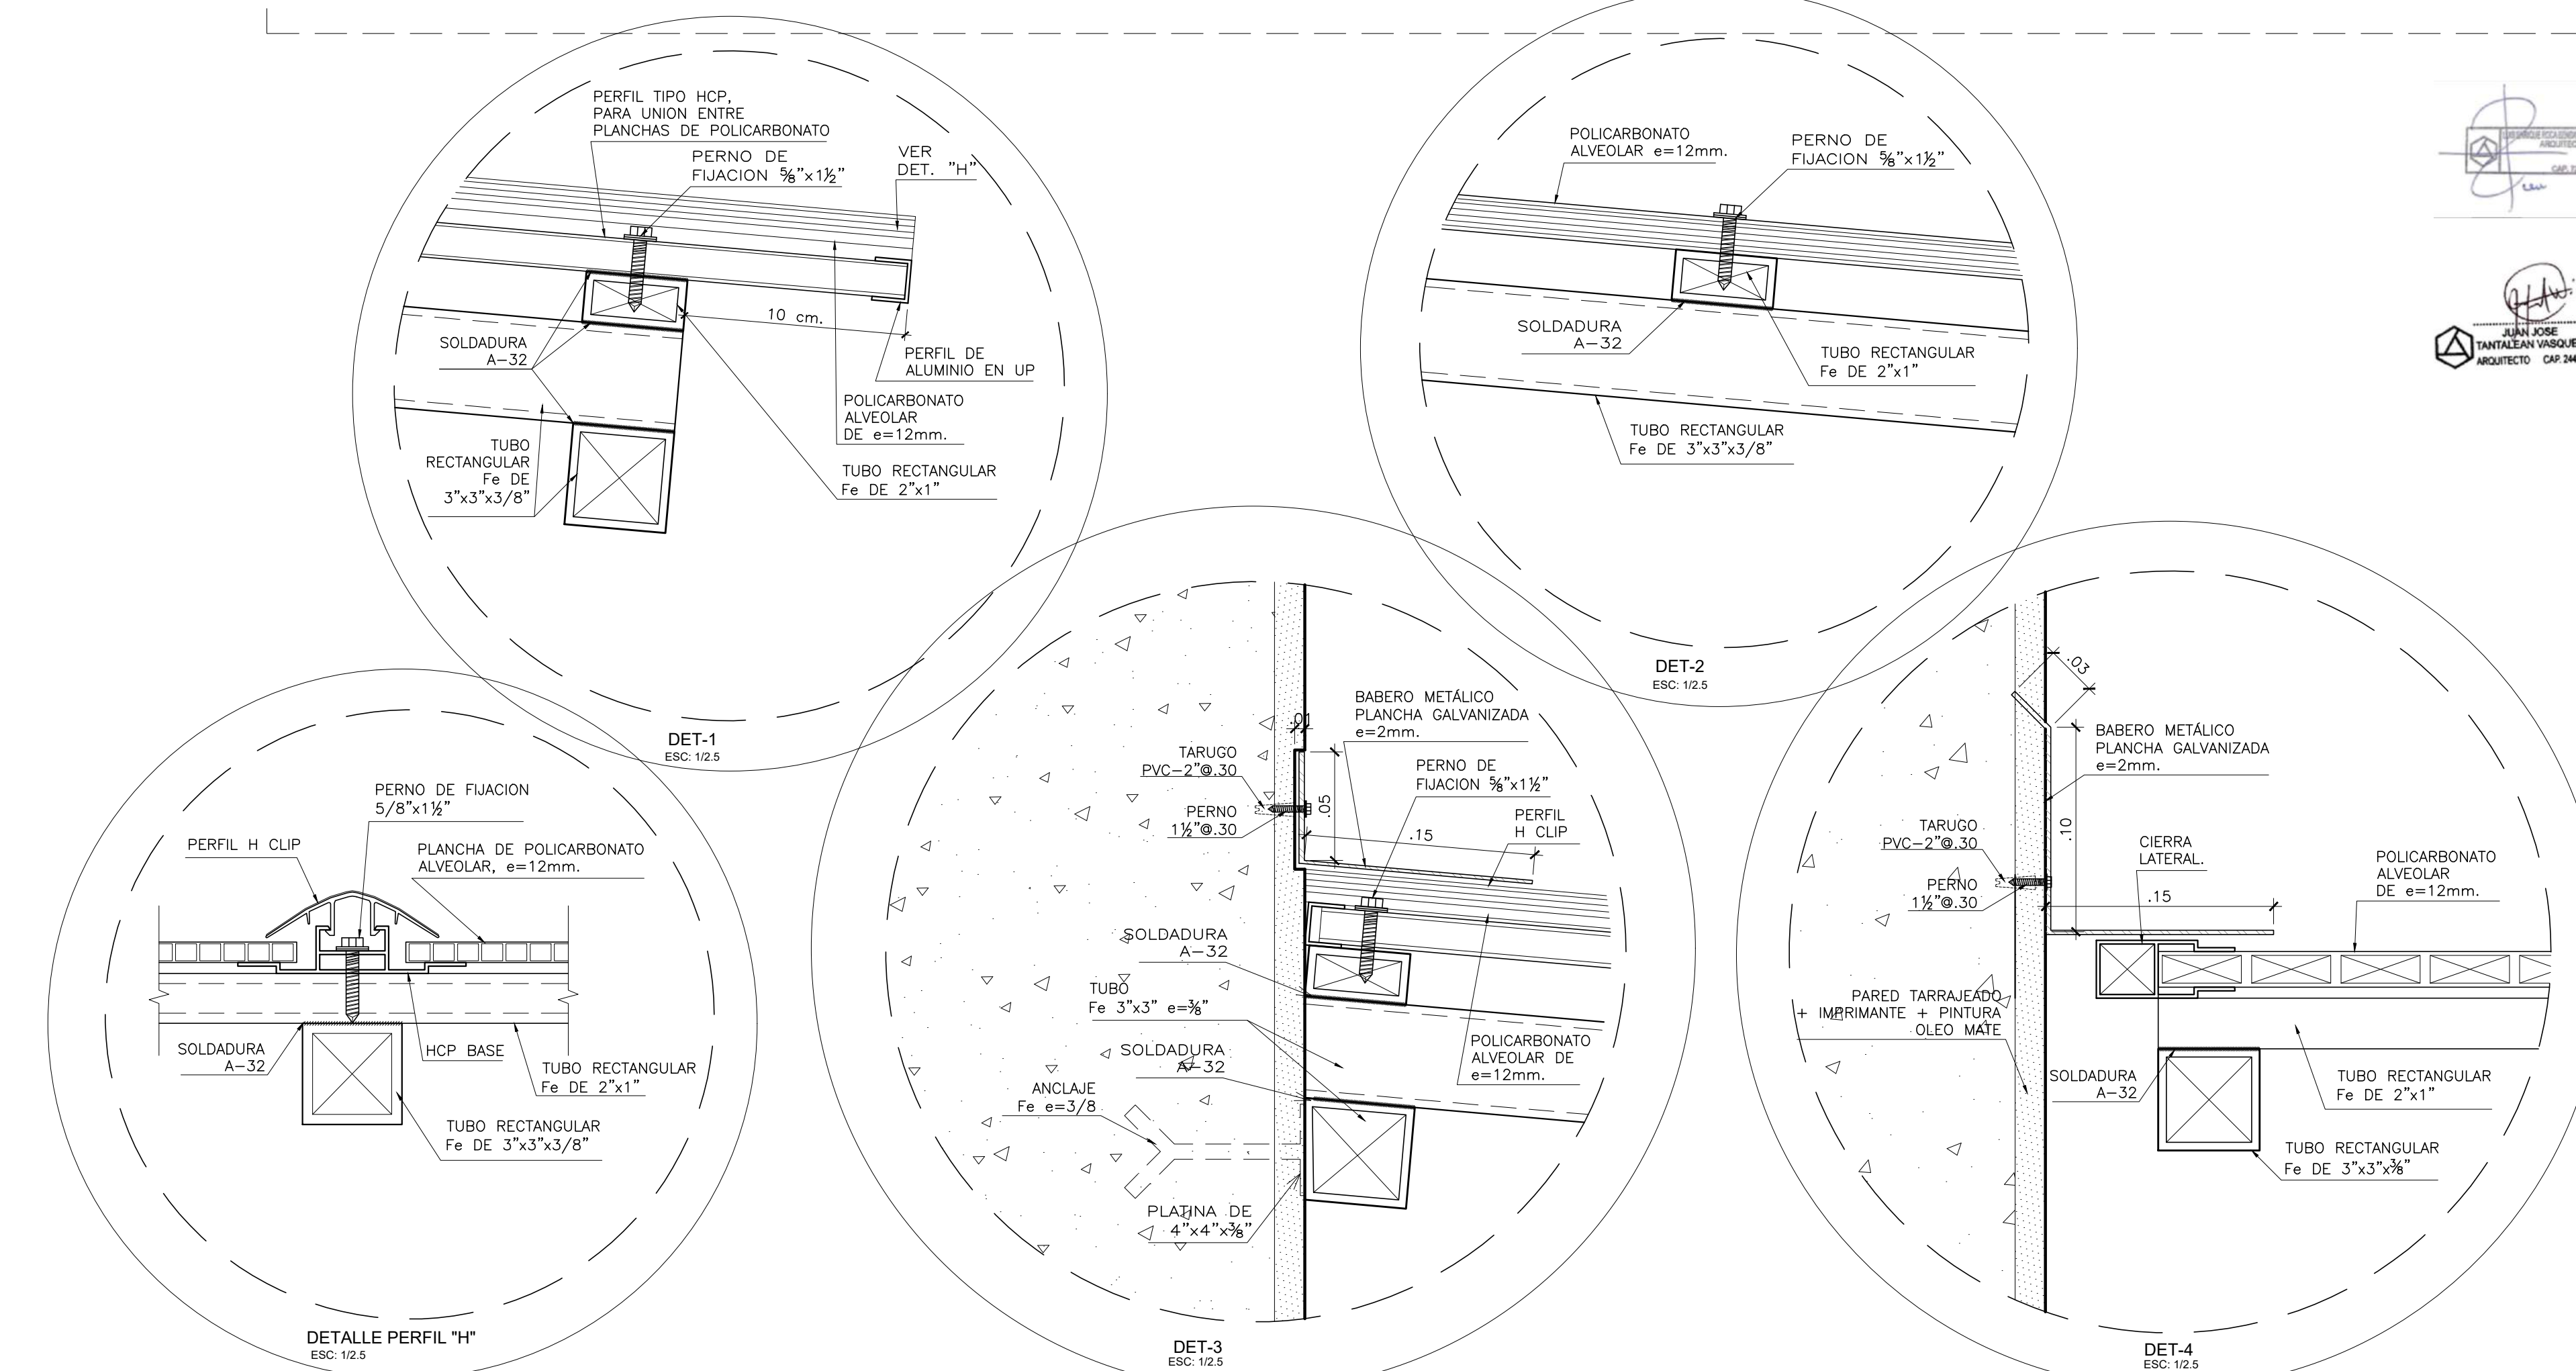 PERFIL TIPO HCP,
PARA UNION ENTRE
PLANCHAS DE POLICARBONATO
PERNO DE
FIJACION ⅝"x1½"
VER
DET. "H"
10 cm.
SOLDADURA
A-32
PERFIL DE
ALUMINIO EN UP
POLICARBONATO
ALVEOLAR
DE e=12mm.
TUBO
RECTANGULAR
Fe DE
3"x3"x3/8"
TUBO RECTANGULAR
Fe DE 2"x1"
DET-1
ESC: 1/2.5
POLICARBONATO
ALVEOLAR e=12mm.
PERNO DE
FIJACION ⅝"x1½"
SOLDADURA
A-32
TUBO RECTANGULAR
Fe DE 2"x1"
TUBO RECTANGULAR
Fe DE 3"x3"x3/8"
DET-2
ESC: 1/2.5
ARQUITECTO
JUAN JOSE
TANTALEAN VASQUE
ARQUITECTO CAP. 244
PERNO DE FIJACION
5/8"x1½"
PERFIL H CLIP
PLANCHA DE POLICARBONATO
ALVEOLAR, e=12mm.
SOLDADURA
A-32
HCP BASE
TUBO RECTANGULAR
Fe DE 2"x1"
TUBO RECTANGULAR
Fe DE 3"x3"x3/8"
DETALLE PERFIL "H"
ESC: 1/2.5
BABERO METÁLICO
PLANCHA GALVANIZADA
e=2mm.
.01
TARUGO
PVC-2"@.30
PERNO DE
FIJACION ⅝"x1½"
PERNO
1½"@.30
.05
.15
PERFIL
H CLIP
SOLDADURA
A-32
TUBO
Fe 3"x3" e=⅜"
SOLDADURA
A-32
POLICARBONATO
ALVEOLAR DE
e=12mm.
ANCLAJE
Fe e=3/8
PLATINA DE
4"x4"x⅜"
DET-3
ESC: 1/2.5
.03
BABERO METÁLICO
PLANCHA GALVANIZADA
e=2mm.
.10
TARUGO
PVC-2"@.30
CIERRA
LATERAL.
POLICARBONATO
ALVEOLAR
DE e=12mm.
PERNO
1½"@.30
.15
PARED TARRAJEADO
+ IMPRIMANTE + PINTURA
OLEO MATE
SOLDADURA
A-32
TUBO RECTANGULAR
Fe DE 2"x1"
TUBO RECTANGULAR
Fe DE 3"x3"x⅜"
DET-4
ESC: 1/2.5